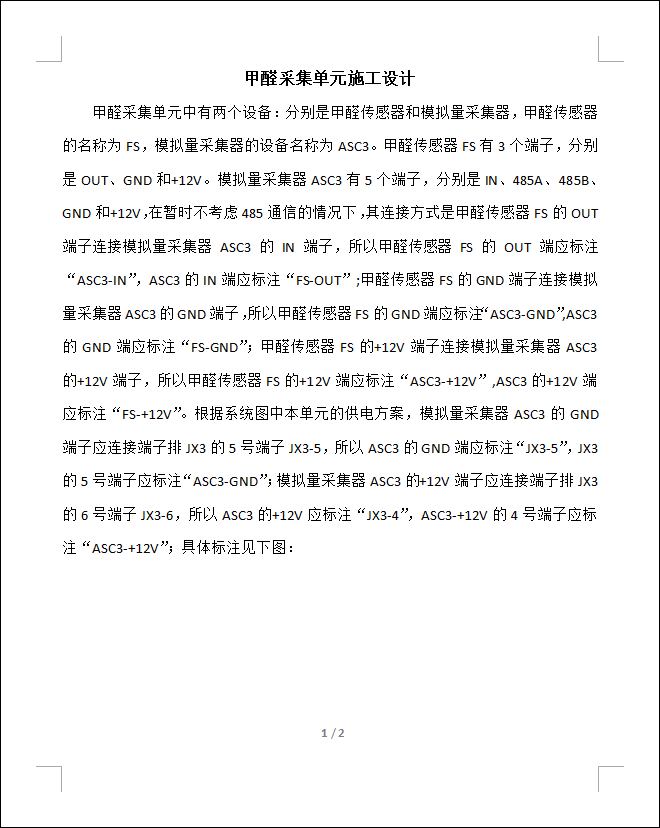 甲醛采集单元施工设计
甲醛采集单元中有两个设备：分别是甲醛传感器和模拟量采集器，甲醛传感器
的名称为 FS，模拟量采集器的设备名称为 ASC3。甲醛传感器 FS 有 3 个端子，分别
是 OUT、GND 和+12V。模拟量采集器 ASC3 有 5 个端子，分别是 IN、485A、485B、
GND 和+12V，在暂时不考虑 485 通信的情况下，其连接方式是甲醛传感器 FS 的 OUT
端子连接模拟量采集器 ASC3 的 IN 端子，所以甲醛传感器 FS 的 OUT 端应标注
“ASC3-IN”，ASC3 的 IN 端应标注“FS-OUT”;甲醛传感器 FS 的 GND 端子连接模拟
量采集器 ASC3 的 GND 端子，所以甲醛传感器 FS 的 GND 端应标注“ASC3-GND”,ASC3
的 GND 端应标注“FS-GND”；甲醛传感器 FS 的+12V 端子连接模拟量采集器 ASC3
的+12V 端子，所以甲醛传感器 FS 的+12V 端应标注“ASC3-+12V”,ASC3 的+12V 端
应标注“FS-+12V”。根据系统图中本单元的供电方案，模拟量采集器 ASC3 的 GND
端子应连接端子排 JX3 的 5 号端子 JX3-5，所以 ASC3 的 GND 端应标注“JX3-5”，JX3
的 5 号端子应标注“ASC3-GND”；模拟量采集器 ASC3 的+12V 端子应连接端子排 JX3
的 6 号端子 JX3-6，所以 ASC3 的+12V 应标注“JX3-4”，ASC3-+12V 的 4 号端子应标
注“ASC3-+12V”；具体标注见下图：
1 / 2